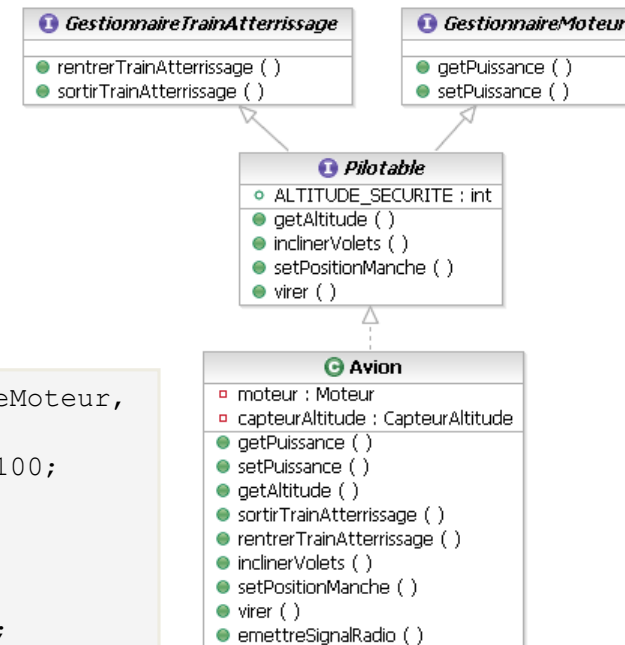 GestionnaireTrainAtterrissage
rentrerTrainAtterrissage ( )
sortirTrainAtterrissage ( )
GestionnaireMoteur
getPuissance ( )
setPuissance ( )
Pilotable
ALTITUDE_SECURITE : int
getAltitude ( )
inclinerVolets ( )
setPositionManche ( )
virer ( )
eMoteur,
100;
;
Avion
moteur : Moteur
capteurAltitude : CapteurAltitude
getPuissance ( )
setPuissance ( )
getAltitude ( )
sortirTrainAtterrissage ( )
rentrerTrainAtterrissage ( )
inclinerVolets ( )
setPositionManche ( )
virer ( )
emettreSignalRadio ( )